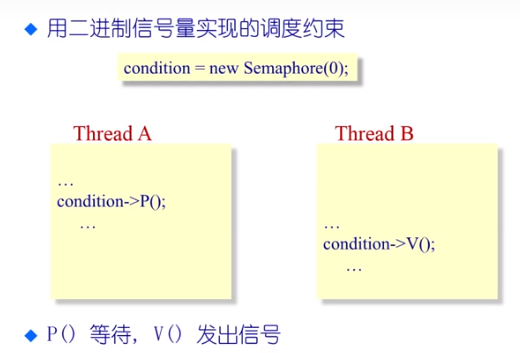 用二进制信号量实现的调度约束
condition = new Semaphore(0);
Thread A
…
condition->P();
…
Thread B
…
condition->V();
…
P() 等待, V() 发出信号